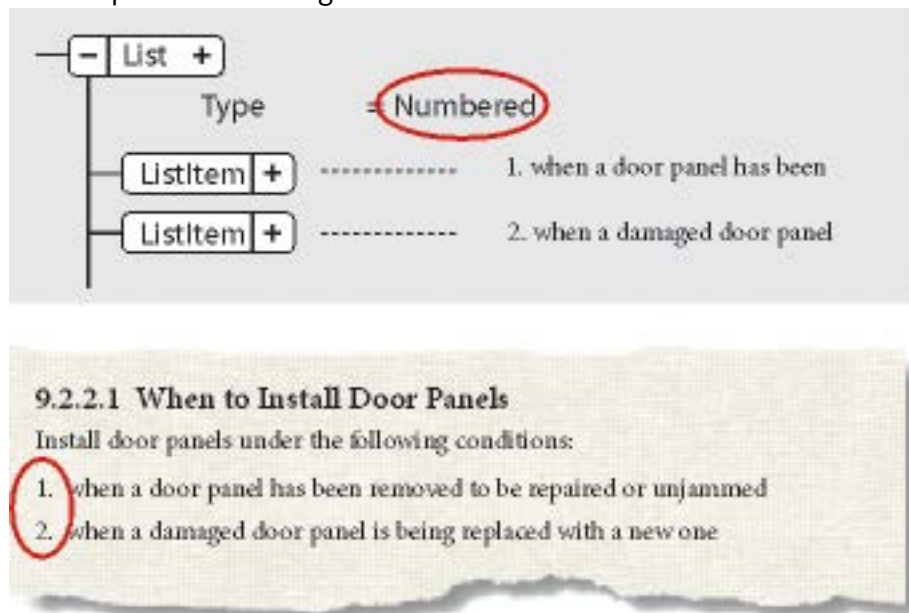 List +
Type = Numbered
ListItem + 1. when a door panel has been
ListItem + 2. when a damaged door panel
9.2.2.1 When to Install Door Panels
Install door panels under the following conditions:
1. when a door panel has been removed to be repaired or unjammed
2. when a damaged door panel is being replaced with a new one